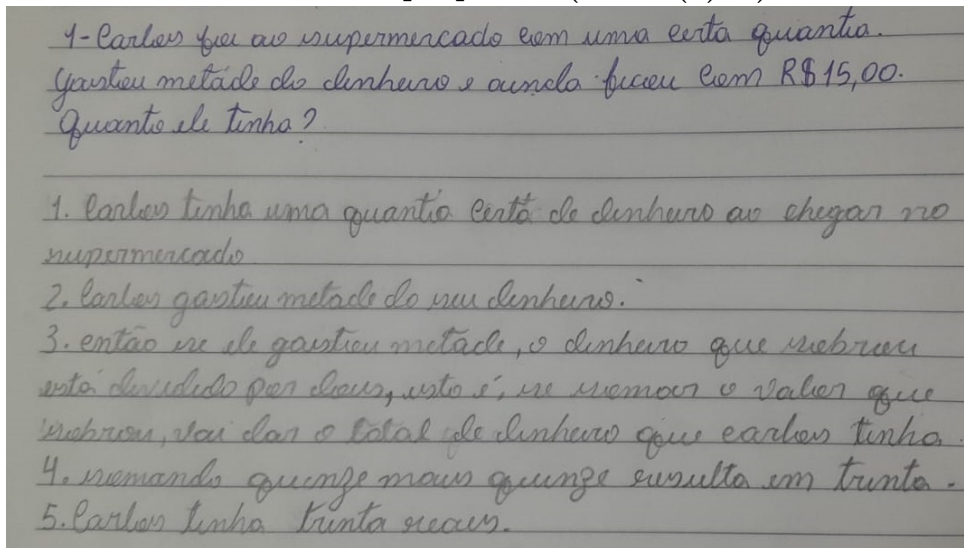 1-Carlos foi ao supermercado com uma certa quantia.
Gastou metade do dinheiro e ainda ficou com R$ 15,00.
Quanto ele tinha?
1. Carlos tinha uma quantia certa de dinheiro ao chegar no
supermercado
2. Carlos gastou metade do seu dinheiro.
3. então se ele gastou metade, o dinheiro que sobrou
está dividido por dois, isto é, se somar o valor que
sobrou, vai dar o total de dinheiro que carlos tinha.
4. somando quinze mais quinze resulta em trinta.
5. Carlos tinha trinta reais.